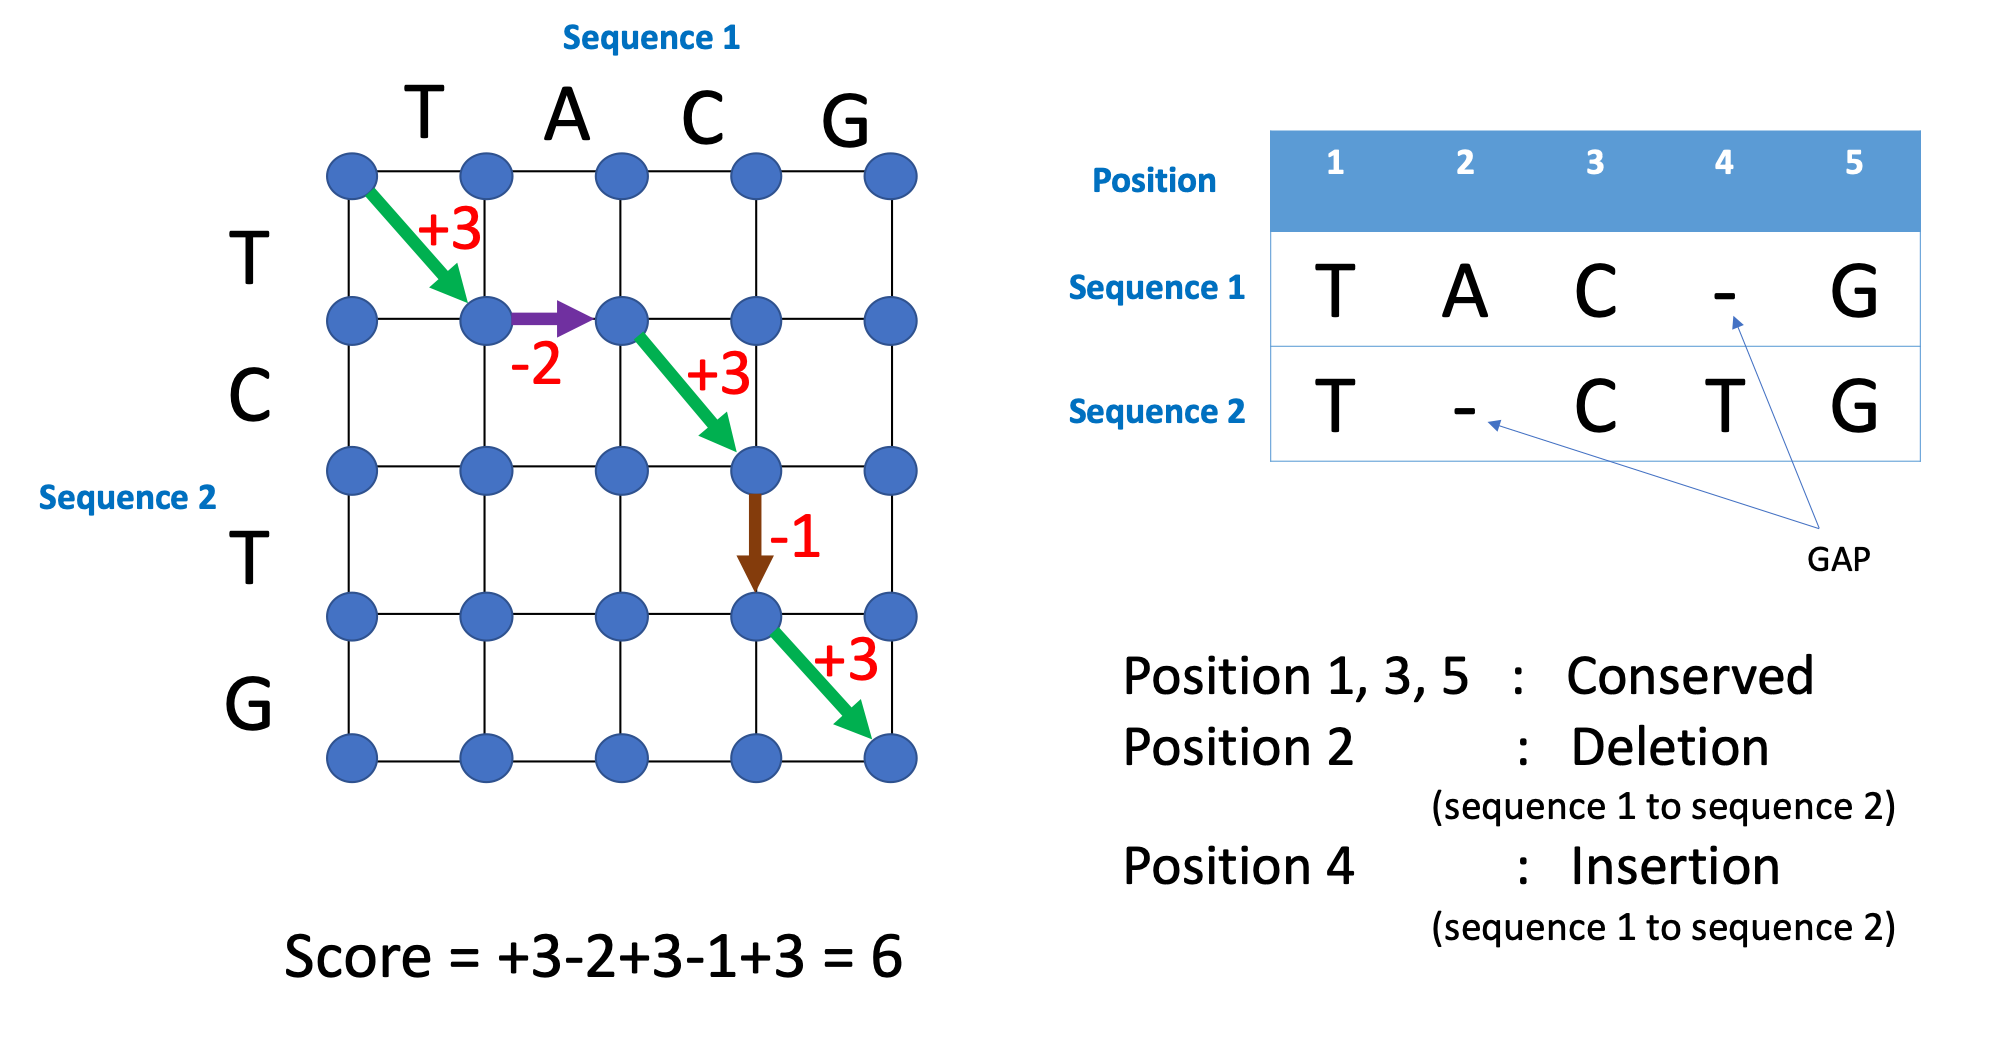 Sequence 1
T A C G
+3
T
-2
+3
C
Sequence 2
-1
T
+3
G
Score = +3-2+3-1+3 = 6
Position 1 2 3 4 5
Sequence 1 T A C - G
Sequence 2 T - C T G
GAP
Position 1, 3, 5 : Conserved
Position 2 : Deletion
(sequence 1 to sequence 2)
Position 4 : Insertion
(sequence 1 to sequence 2)